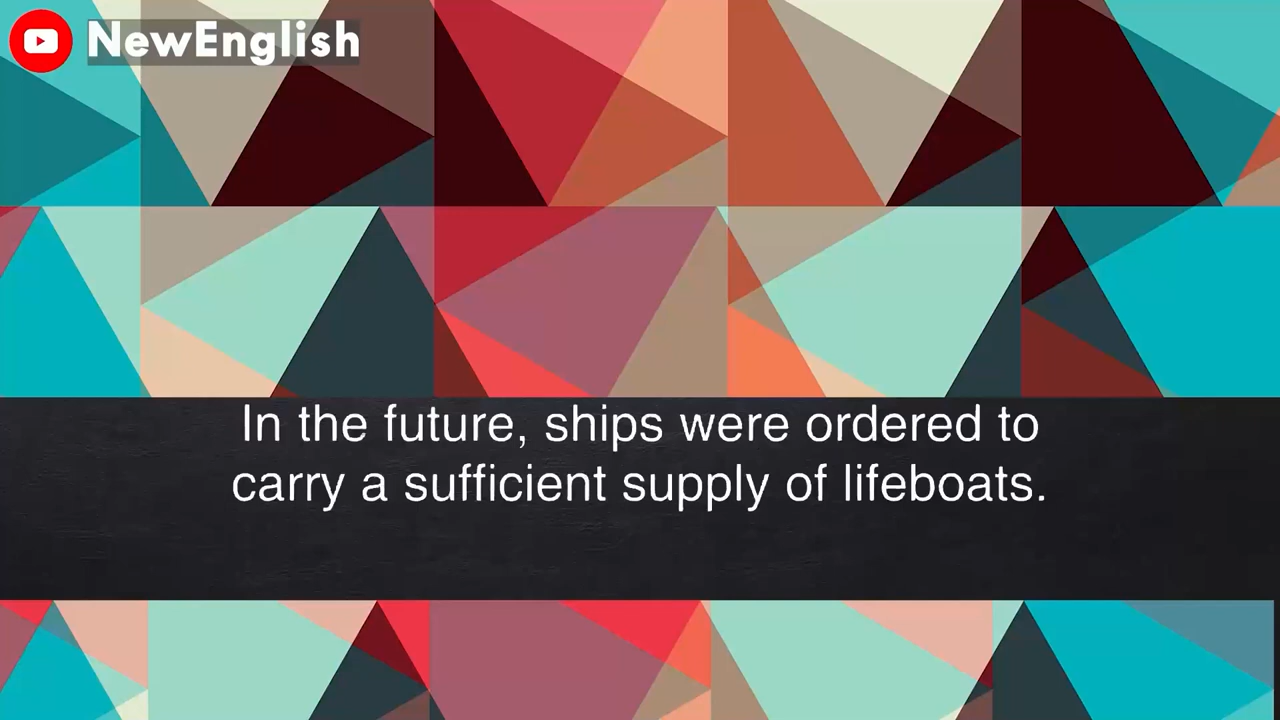 NewEnglish
In the future, ships were ordered to
carry a sufficient supply of lifeboats.